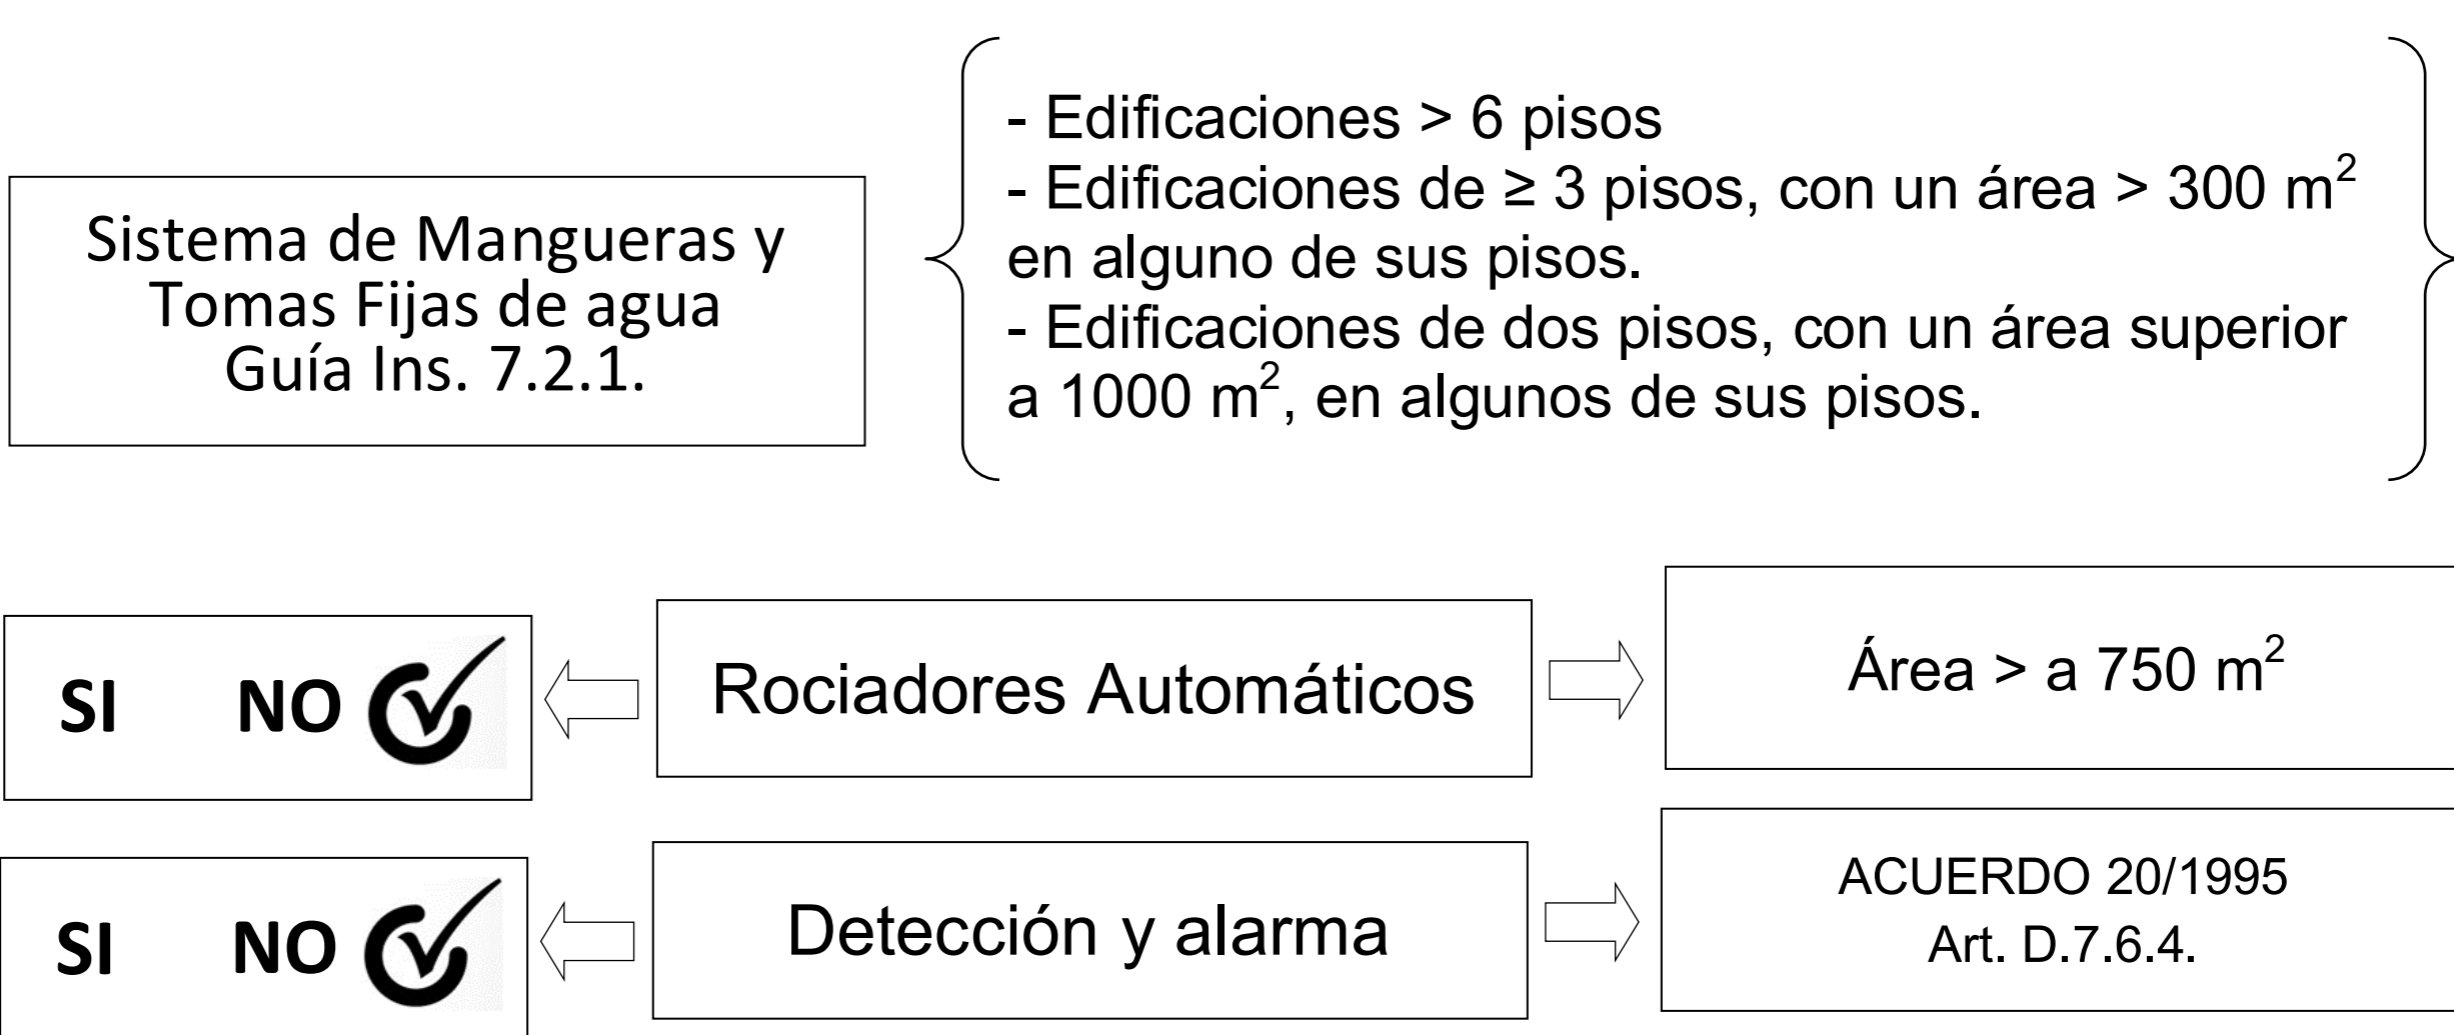 Sistema de Mangueras y
Tomas Fijas de agua
Guía Ins. 7.2.1.
- Edificaciones > 6 pisos
- Edificaciones de ≥ 3 pisos, con un área > 300 m²
en alguno de sus pisos.
- Edificaciones de dos pisos, con un área superior
a 1000 m², en algunos de sus pisos.
SI NO
Rociadores Automáticos
Área > a 750 m²
SI NO
Detección y alarma
ACUERDO 20/1995
Art. D.7.6.4.